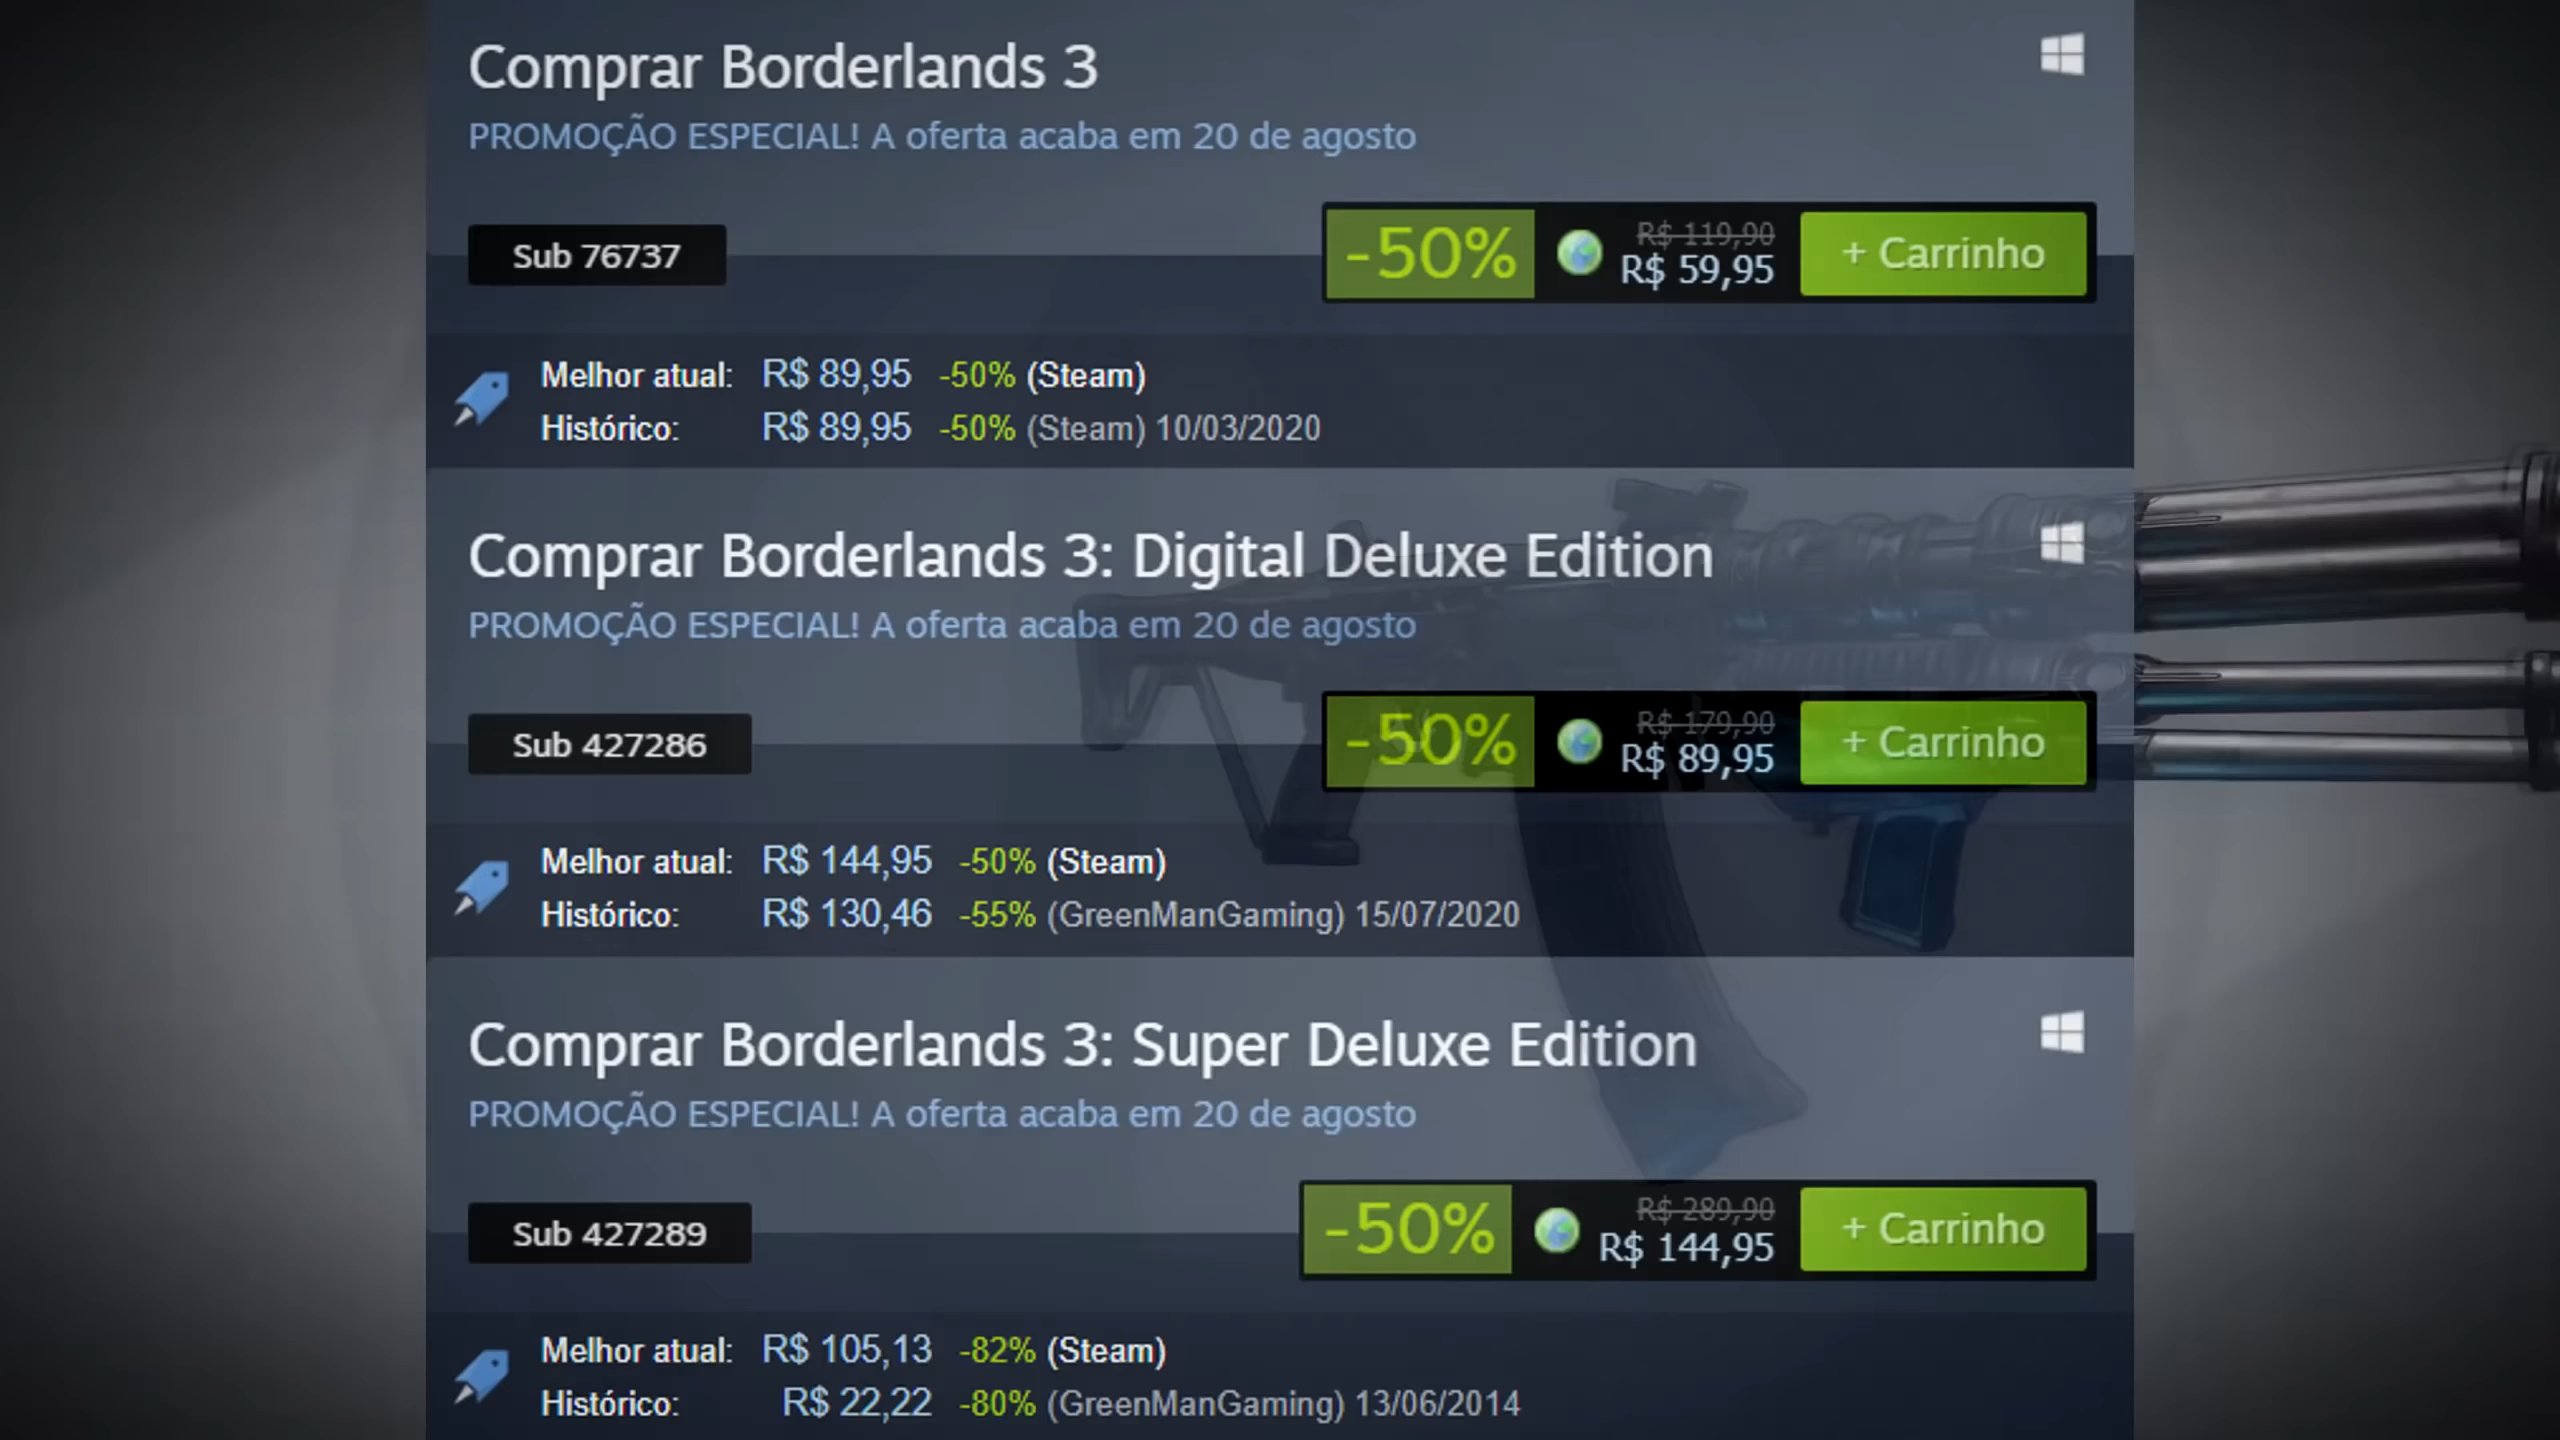 Comprar Borderlands 3
PROMOÇÃO ESPECIAL! A oferta acaba em 20 de agosto
Sub 76737
-50%
R$ 119,90
R$ 59,95
+ Carrinho
Melhor atual: R$ 89,95 -50% (Steam)
Histórico: R$ 89,95 -50% (Steam) 10/03/2020
Comprar Borderlands 3: Digital Deluxe Edition
PROMOÇÃO ESPECIAL! A oferta acaba em 20 de agosto
Sub 427286
-50%
R$ 179,90
R$ 89,95
+ Carrinho
Melhor atual: R$ 144,95 -50% (Steam)
Histórico: R$ 130,46 -55% (GreenManGaming) 15/07/2020
Comprar Borderlands 3: Super Deluxe Edition
PROMOÇÃO ESPECIAL! A oferta acaba em 20 de agosto
Sub 427289
-50%
R$ 289,90
R$ 144,95
+ Carrinho
Melhor atual: R$ 105,13 -82% (Steam)
Histórico: R$ 22,22 -80% (GreenManGaming) 13/06/2014